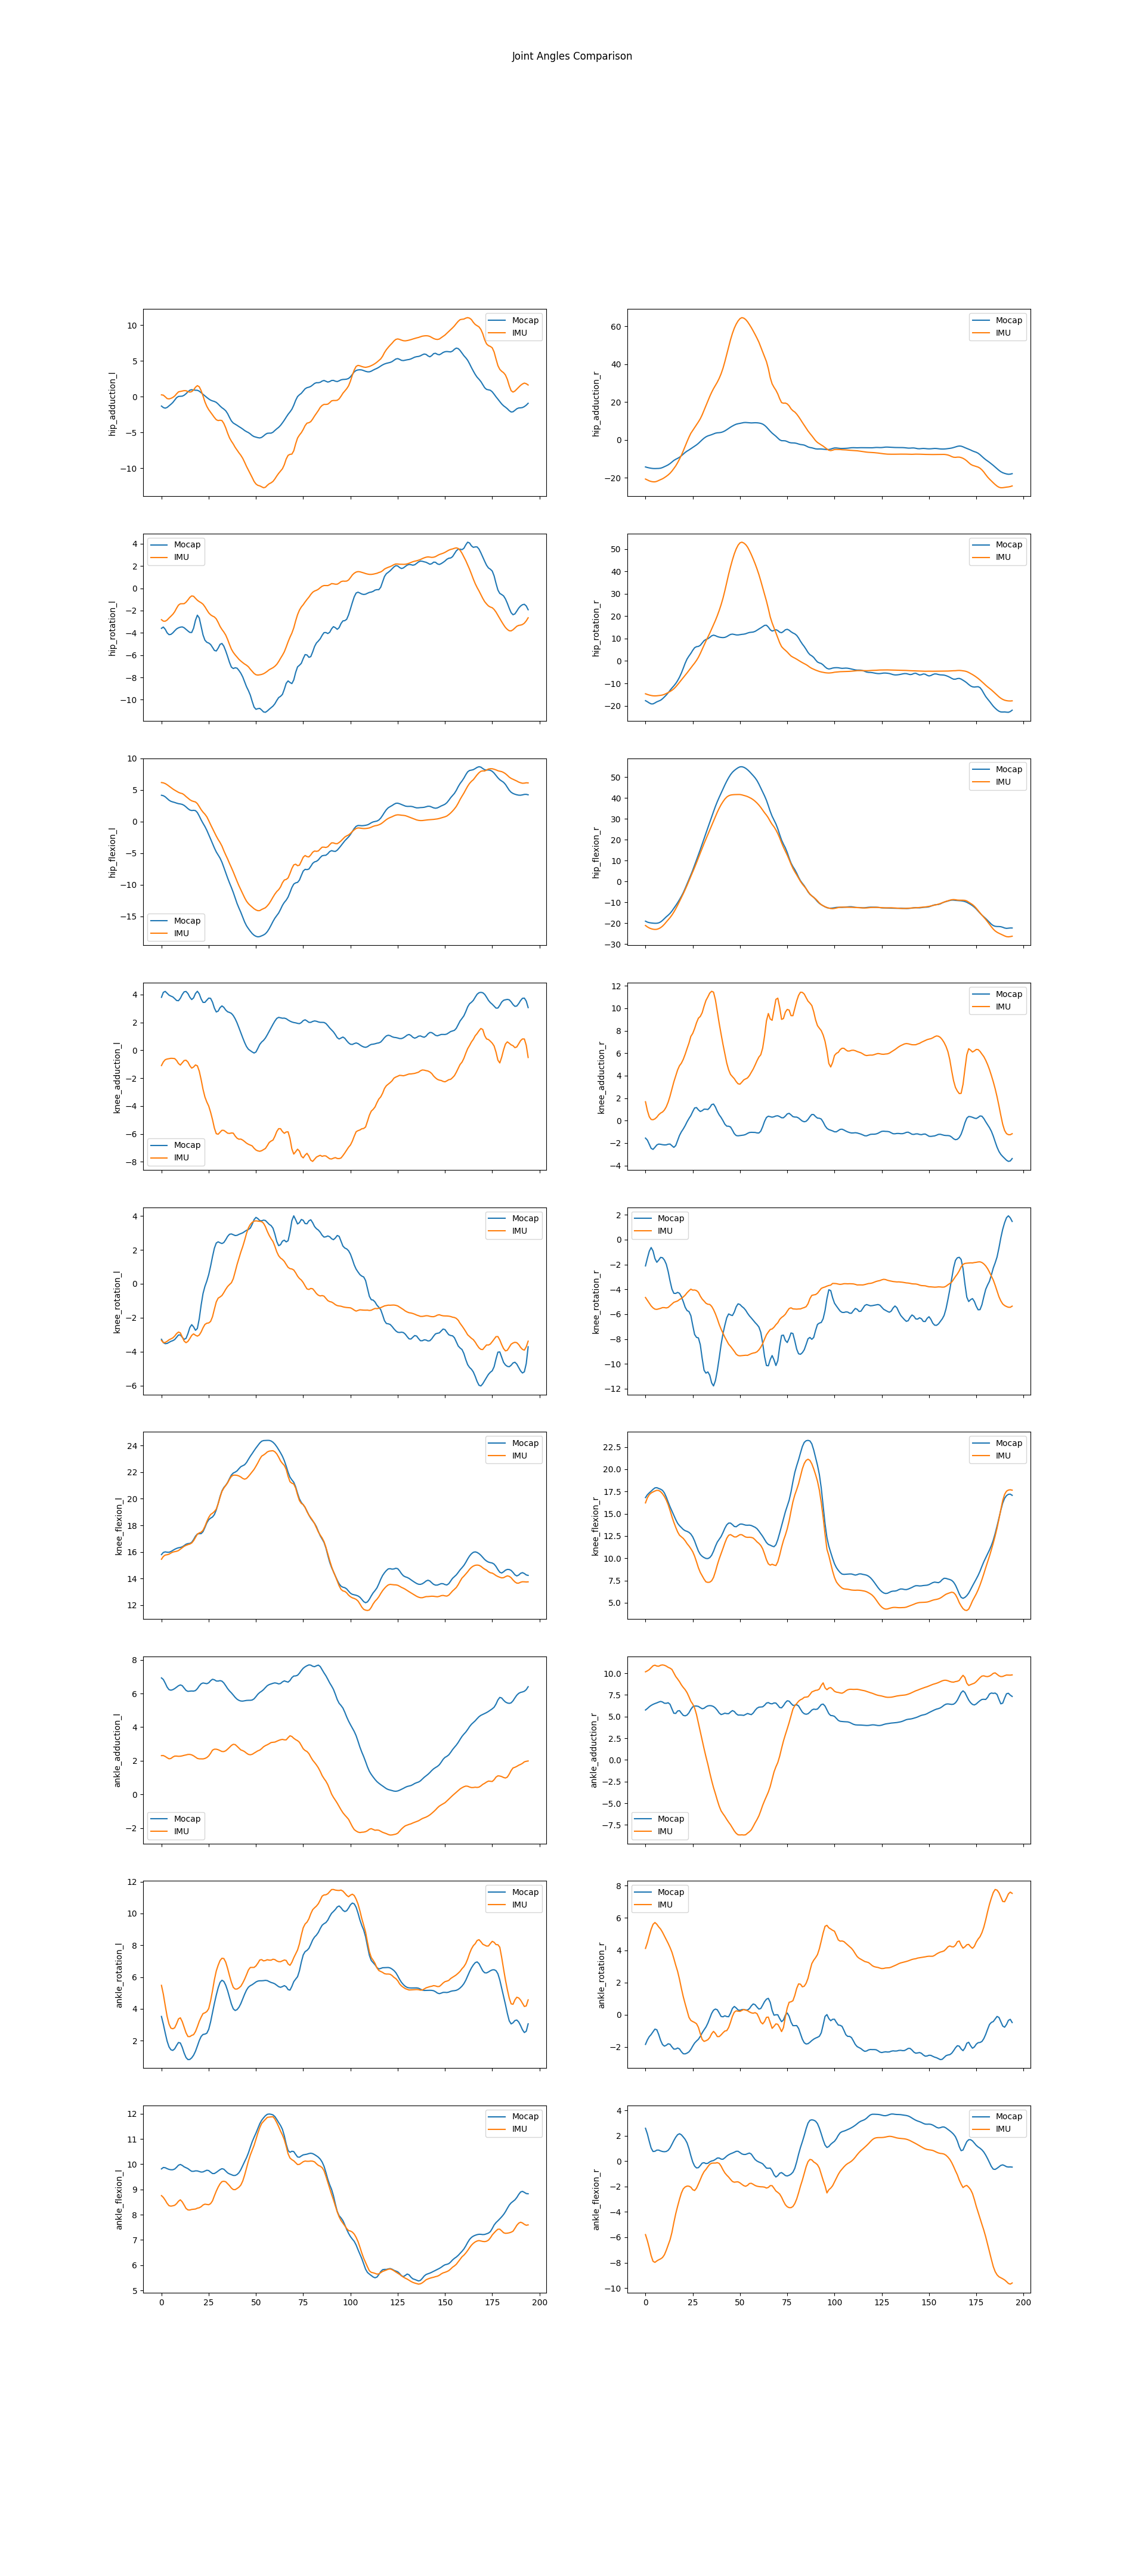 Joint Angles Comparison
hip_adduction_l
10
5
0
−5
−10
Mocap
IMU
hip_adduction_r
60
40
20
0
−20
Mocap
IMU
hip_rotation_l
4
2
0
−2
−4
−6
−8
−10
Mocap
IMU
hip_rotation_r
50
40
30
20
10
0
−10
−20
Mocap
IMU
hip_flexion_l
10
5
0
−5
−10
−15
Mocap
IMU
hip_flexion_r
50
40
30
20
10
0
−10
−20
−30
Mocap
IMU
knee_adduction_l
4
2
0
−2
−4
−6
−8
Mocap
IMU
knee_adduction_r
12
10
8
6
4
2
0
−2
−4
Mocap
IMU
knee_rotation_l
4
2
0
−2
−4
−6
Mocap
IMU
knee_rotation_r
2
0
−2
−4
−6
−8
−10
−12
Mocap
IMU
knee_flexion_l
24
22
20
18
16
14
12
Mocap
IMU
knee_flexion_r
22.5
20.0
17.5
15.0
12.5
10.0
7.5
5.0
Mocap
IMU
ankle_adduction_l
8
6
4
2
0
−2
Mocap
IMU
ankle_adduction_r
10.0
7.5
5.0
2.5
0.0
−2.5
−5.0
−7.5
Mocap
IMU
ankle_rotation_l
12
10
8
6
4
2
Mocap
IMU
ankle_rotation_r
8
6
4
2
0
−2
Mocap
IMU
ankle_flexion_l
12
11
10
9
8
7
6
5
Mocap
IMU
0 25 50 75 100 125 150 175 200
ankle_flexion_r
4
2
0
−2
−4
−6
−8
−10
Mocap
IMU
0 25 50 75 100 125 150 175 200